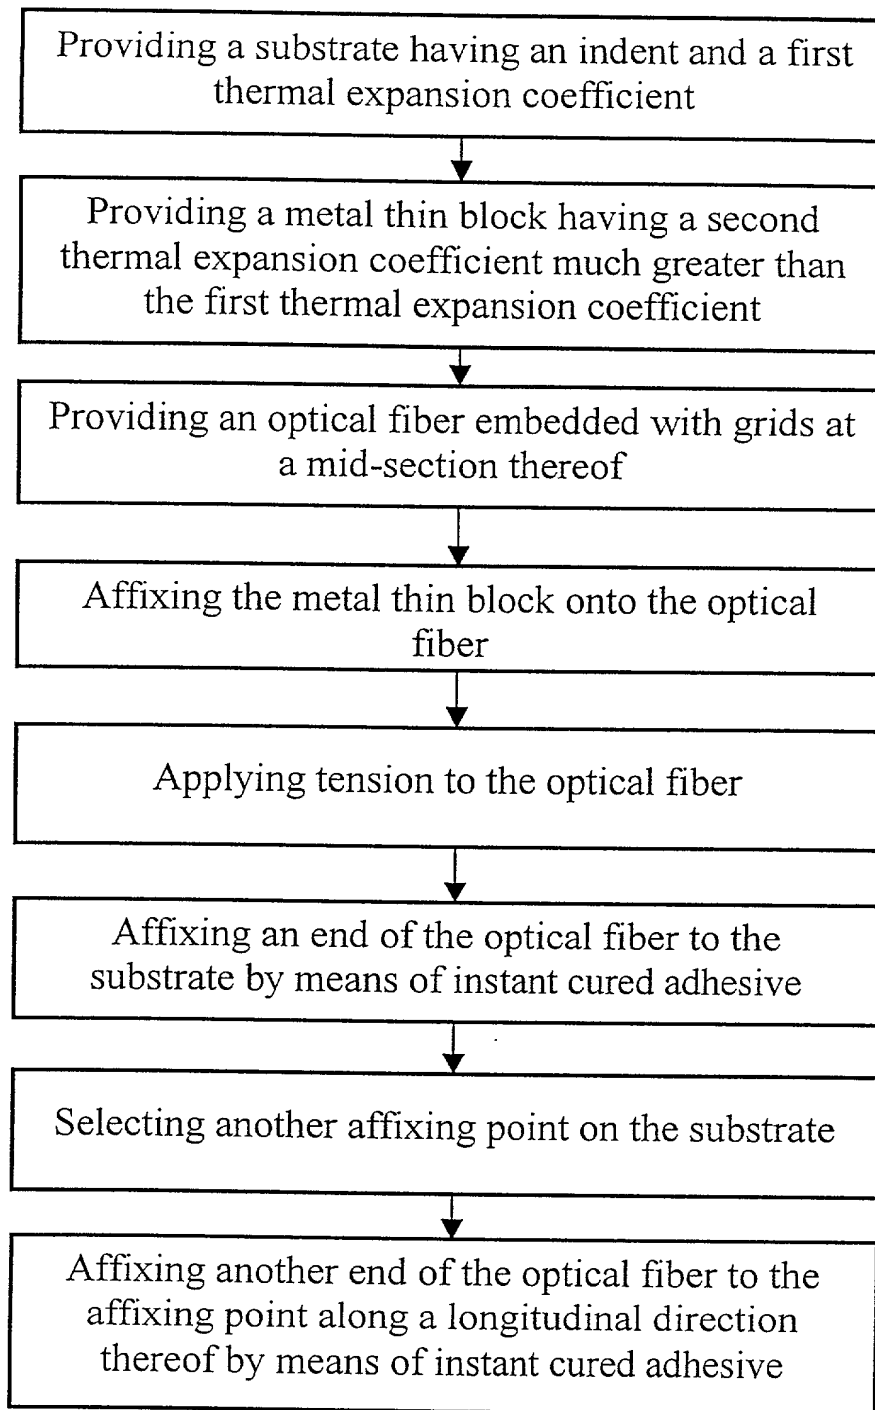 Providing a substrate having an indent and a first
thermal expansion coefficient
Providing a metal thin block having a second
thermal expansion coefficient much greater than
the first thermal expansion coefficient
Providing an optical fiber embedded with grids at
a mid-section thereof
Affixing the metal thin block onto the optical
fiber
Applying tension to the optical fiber
Affixing an end of the optical fiber to the
substrate by means of instant cured adhesive
Selecting another affixing point on the substrate
Affixing another end of the optical fiber to the
affixing point along a longitudinal direction
thereof by means of instant cured adhesive